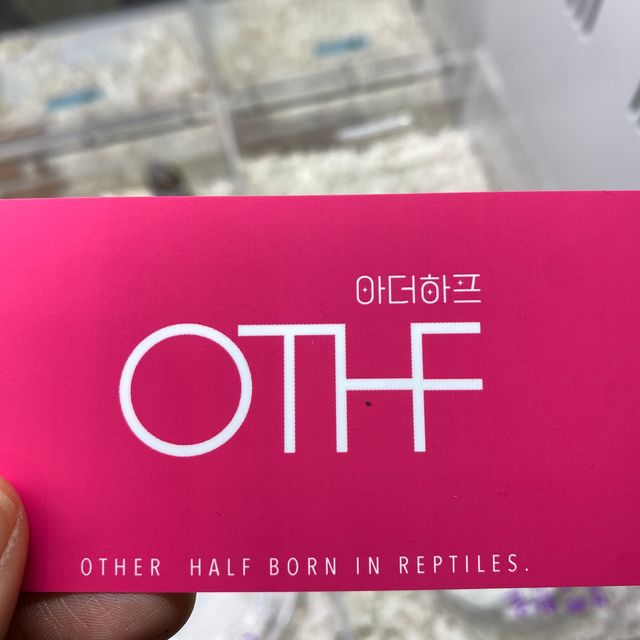 아더하프
OTHF
OTHER HALF BORN IN REPTILES.